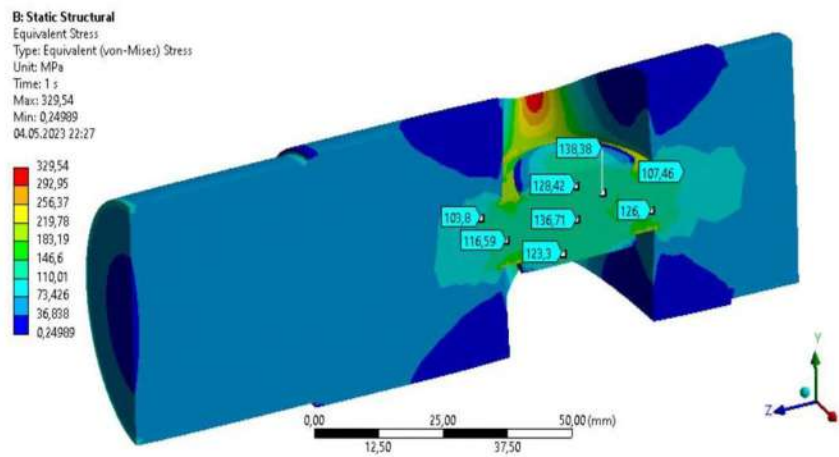 B: Static Structural
Equivalent Stress
Type: Equivalent (von-Mises) Stress
Unit: MPa
Time: 1 s
Max: 329,54
Min: 0,24989
04.05.2023 22:27
329,54
292,95
256,37
219,78
183,19
146,6
110,01
73,426
36,838
0,24989
138,38
128,42
107,46
103,8
136,71
126,
116,59
123,3
0,00 25,00 50,00 (mm)
12,50 37,50
Y
Z